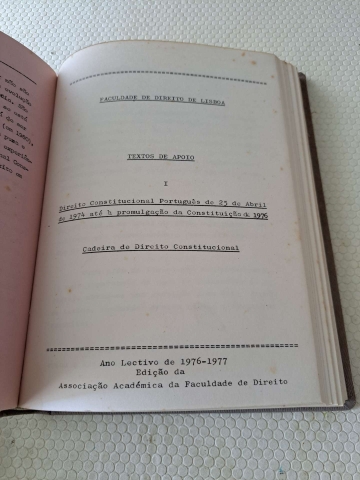 FACULDADE DE DIREITO DE LISBOA
TEXTOS DE APOIO
I
Direito Constitucional Português de 25 de Abril
de 1974 até à promulgação da Constituição de 1976
Cadeira de Direito Constitucional
Ano Lectivo de 1976-1977
Edição da
Associação Académica da Faculdade de Direito